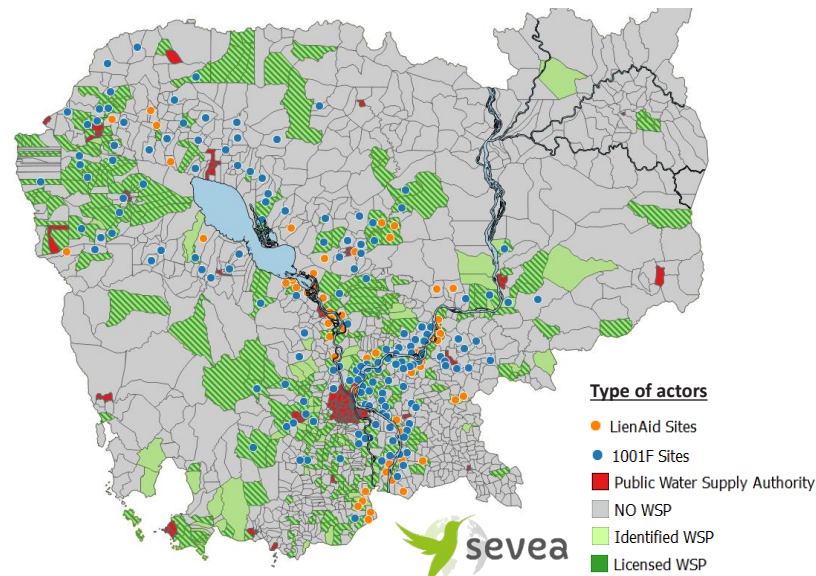 Type of actors
LienAid Sites
1001F Sites
Public Water Supply Authority
NO WSP
Identified WSP
Licensed WSP
sevea